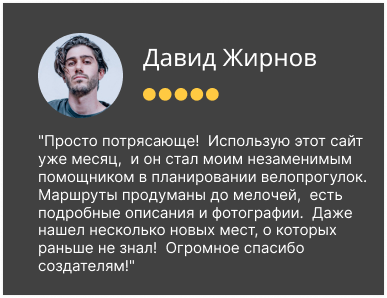 Давид Жирнов
"Просто потрясающе!  Использую этот сайт
уже месяц,  и он стал моим незаменимым
помощником в планировании велопрогулок.
Маршруты продуманы до мелочей,  есть
подробные описания и фотографии.  Даже
нашел несколько новых мест, о которых
раньше не знал!  Огромное спасибо
создателям!"